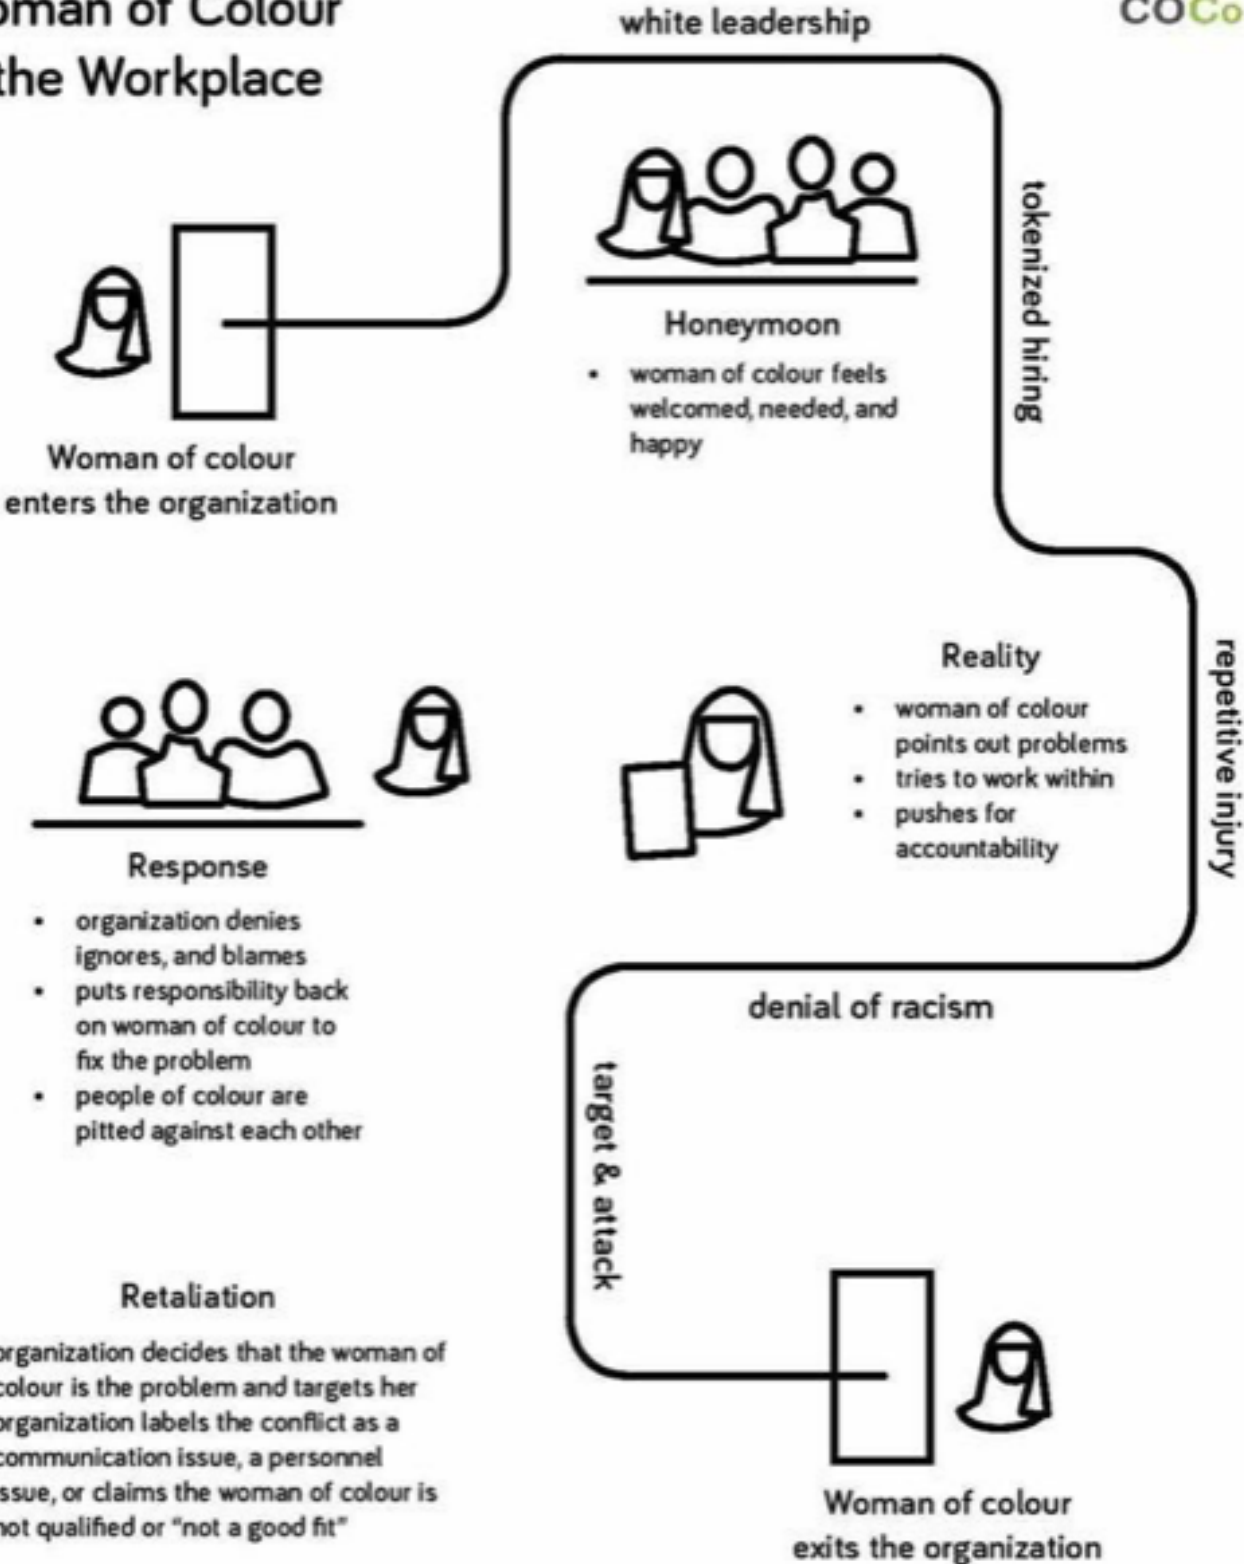 oman of Colour
the Workplace
COCo
white leadership
tokenized hiring
Honeymoon
• woman of colour feels
welcomed, needed, and
happy
Woman of colour
enters the organization
repetitive injury
Reality
• woman of colour
points out problems
• tries to work within
• pushes for
accountability
denial of racism
Response
• organization denies
ignores, and blames
• puts responsibility back
on woman of colour to
fix the problem
• people of colour are
pitted against each other
target & attack
Retaliation
organization decides that the woman of
colour is the problem and targets her
organization labels the conflict as a
communication issue, a personnel
issue, or claims the woman of colour is
not qualified or "not a good fit"
Woman of colour
exits the organization